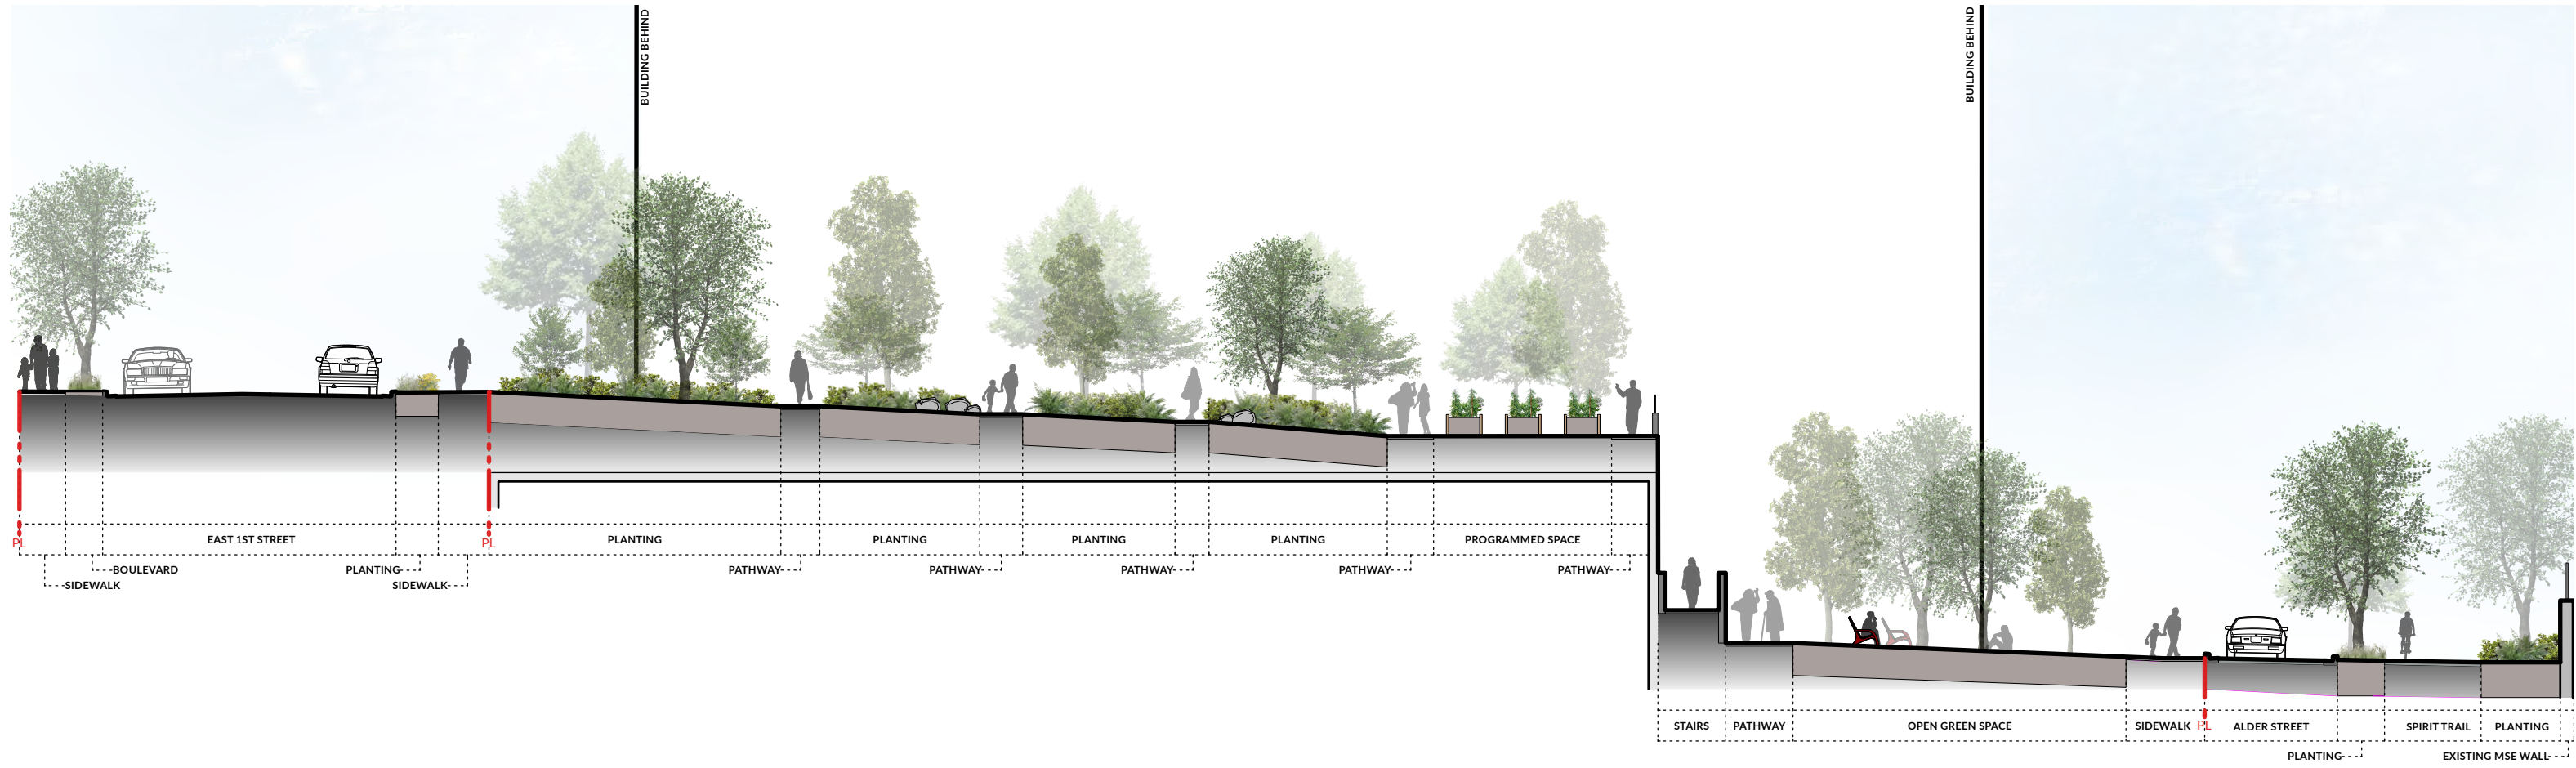 BUILDING BEHIND
BUILDING BEHIND
PL
EAST 1ST STREET
PL
PLANTING
PLANTING
PLANTING
PLANTING
PROGRAMMED SPACE
BOULEVARD
PLANTING
PATHWAY
PATHWAY
PATHWAY
PATHWAY
PATHWAY
SIDEWALK
SIDEWALK
STAIRS
PATHWAY
OPEN GREEN SPACE
SIDEWALK
PL
ALDER STREET
SPIRIT TRAIL
PLANTING
PLANTING
EXISTING MSE WALL